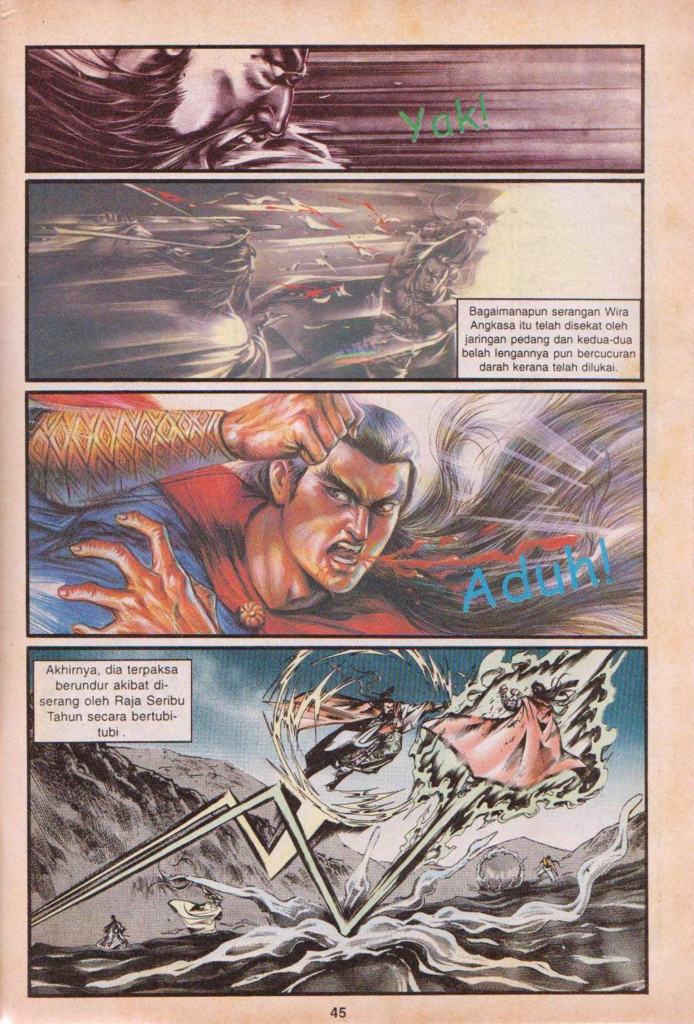 Yak!
Bagaimanapun serangan Wira
Angkasa itu telah disekat oleh
jaringan pedang dan kedua-dua
belah lengannya pun bercucuran
darah kerana telah dilukai.
Aduh!
Akhirnya, dia terpaksa
berundur akibat di-
serang oleh Raja Seribu
Tahun secara bertubi-
tubi .
45